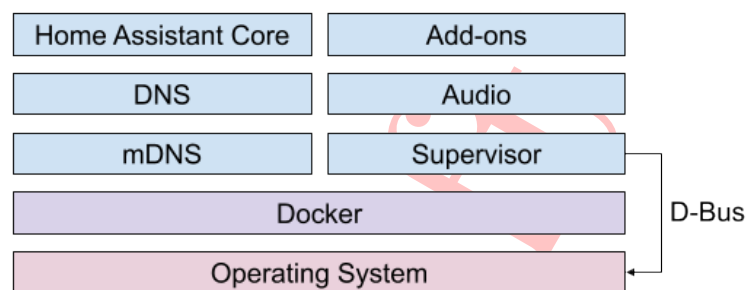 Home Assistant Core
Add-ons
DNS
Audio
mDNS
Supervisor
Docker
D-Bus
Operating System